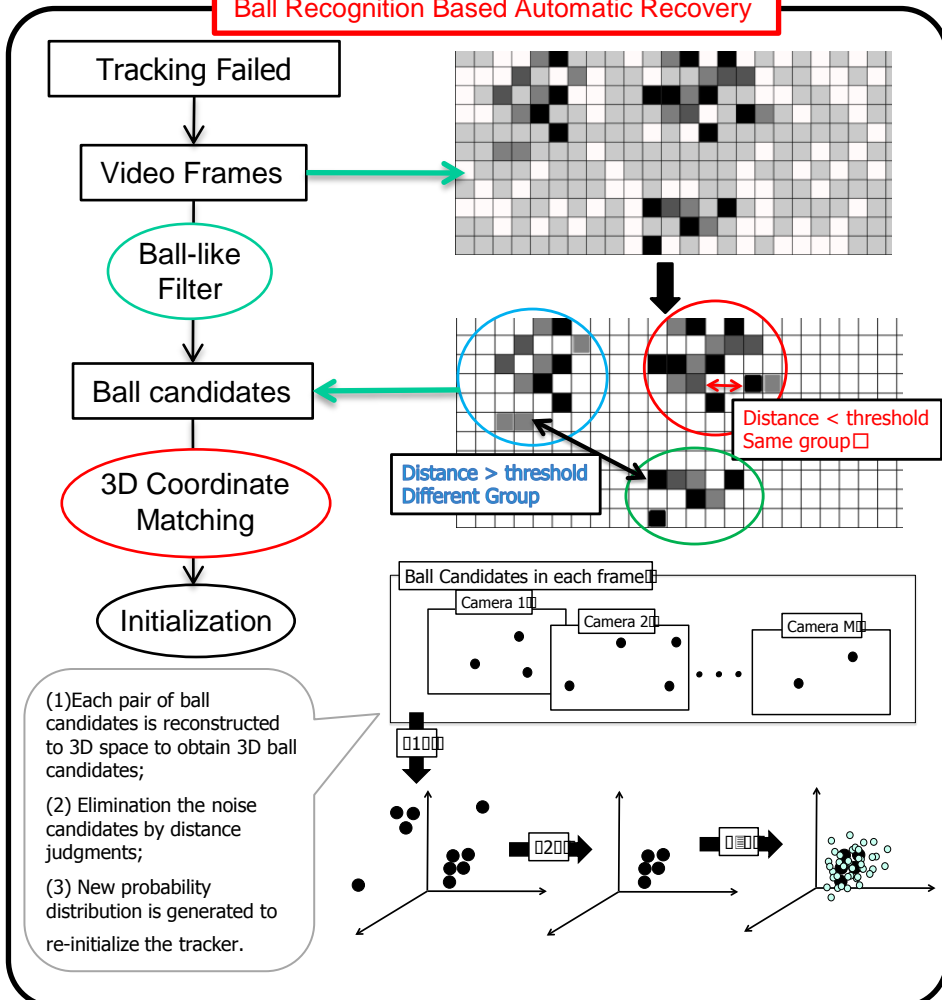 Ball Recognition Based Automatic Recovery
Tracking Failed
Video Frames
Ball-like
Filter
Ball candidates
3D Coordinate
Matching
Initialization
Distance < threshold
Same group□
Distance > threshold
Different Group
Ball Candidates in each frame□
Camera 1□□
Camera 2□□
Camera M□
(1)Each pair of ball
candidates is reconstructed
to 3D space to obtain 3D ball
candidates;
(2) Elimination the noise
candidates by distance
judgments;
(3) New probability
distribution is generated to
re-initialize the tracker.
□1□□
□2□□